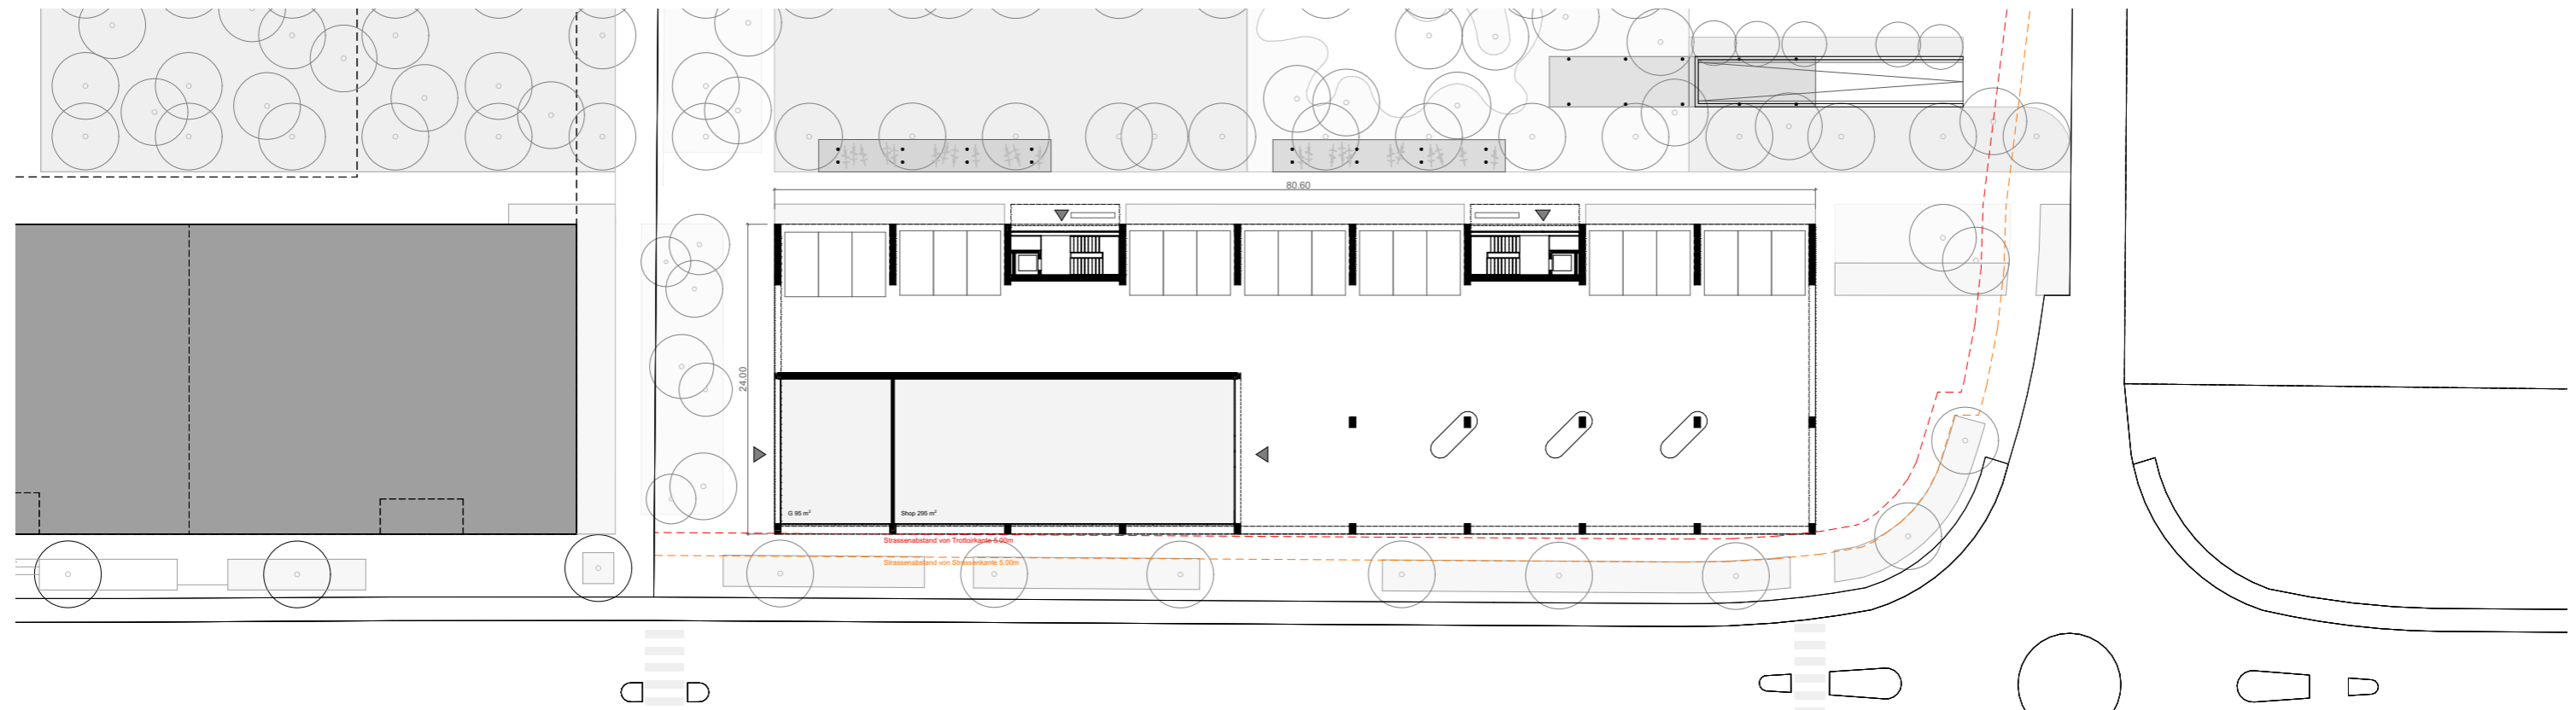 80.60
24.00
G 95 m²
Shop 295 m²
Strassenabstand von Trottoirkante 5.00m
Strassenabstand von Strassenkante 5.00m